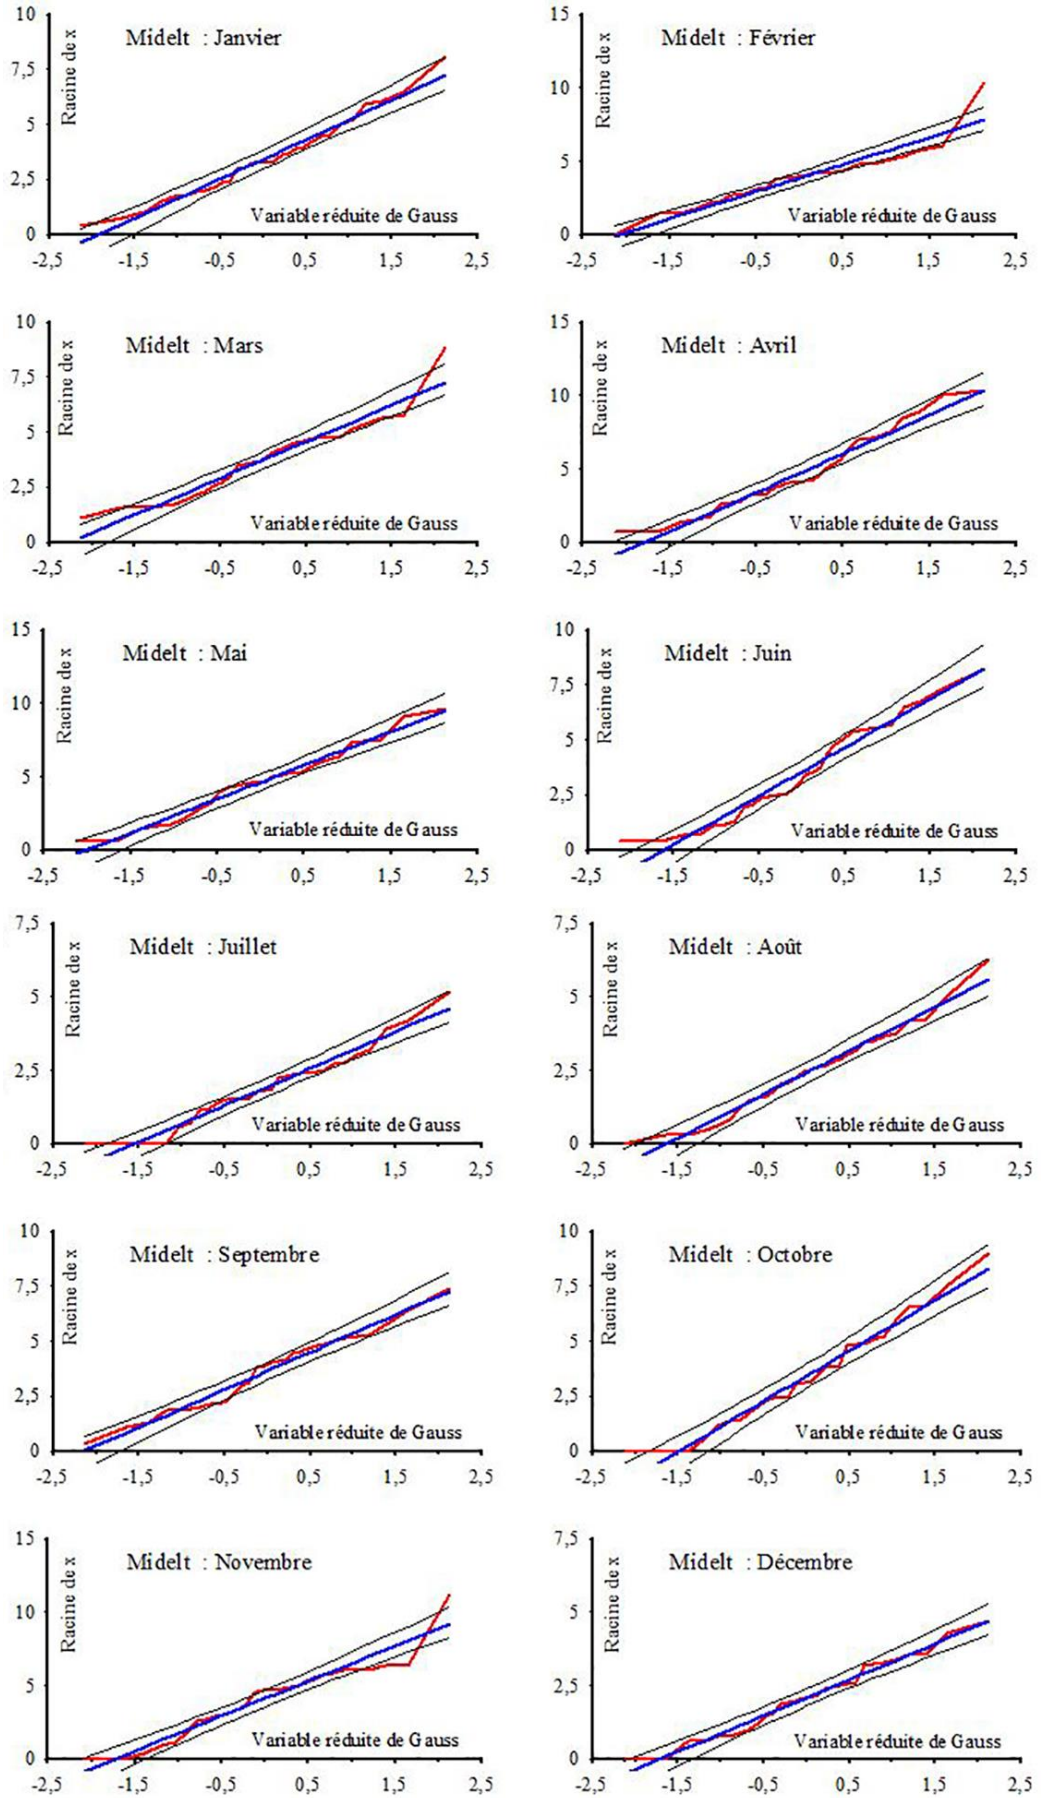 Midelt : Janvier
Racine de x
10
7,5
5
2,5
0
Variable réduite de Gauss
-2,5 -1,5 -0,5 0,5 1,5 2,5
Midelt : Février
Racine de x
15
10
5
0
Variable réduite de Gauss
-2,5 -1,5 -0,5 0,5 1,5 2,5
Midelt : Mars
Racine de x
10
7,5
5
2,5
0
Variable réduite de Gauss
-2,5 -1,5 -0,5 0,5 1,5 2,5
Midelt : Avril
Racine de x
15
10
5
0
Variable réduite de Gauss
-2,5 -1,5 -0,5 0,5 1,5 2,5
Midelt : Mai
Racine de x
15
10
5
0
Variable réduite de Gauss
-2,5 -1,5 -0,5 0,5 1,5 2,5
Midelt : Juin
Racine de x
10
7,5
5
2,5
0
Variable réduite de Gauss
-2,5 -1,5 -0,5 0,5 1,5 2,5
Midelt : Juillet
Racine de x
7,5
5
2,5
0
Variable réduite de Gauss
-2,5 -1,5 -0,5 0,5 1,5 2,5
Midelt : Août
Racine de x
7,5
5
2,5
0
Variable réduite de Gauss
-2,5 -1,5 -0,5 0,5 1,5 2,5
Midelt : Septembre
Racine de x
10
7,5
5
2,5
0
Variable réduite de Gauss
-2,5 -1,5 -0,5 0,5 1,5 2,5
Midelt : Octobre
Racine de x
10
7,5
5
2,5
0
Variable réduite de Gauss
-2,5 -1,5 -0,5 0,5 1,5 2,5
Midelt : Novembre
Racine de x
15
10
5
0
Variable réduite de Gauss
-2,5 -1,5 -0,5 0,5 1,5 2,5
Midelt : Décembre
Racine de x
7,5
5
2,5
0
Variable réduite de Gauss
-2,5 -1,5 -0,5 0,5 1,5 2,5